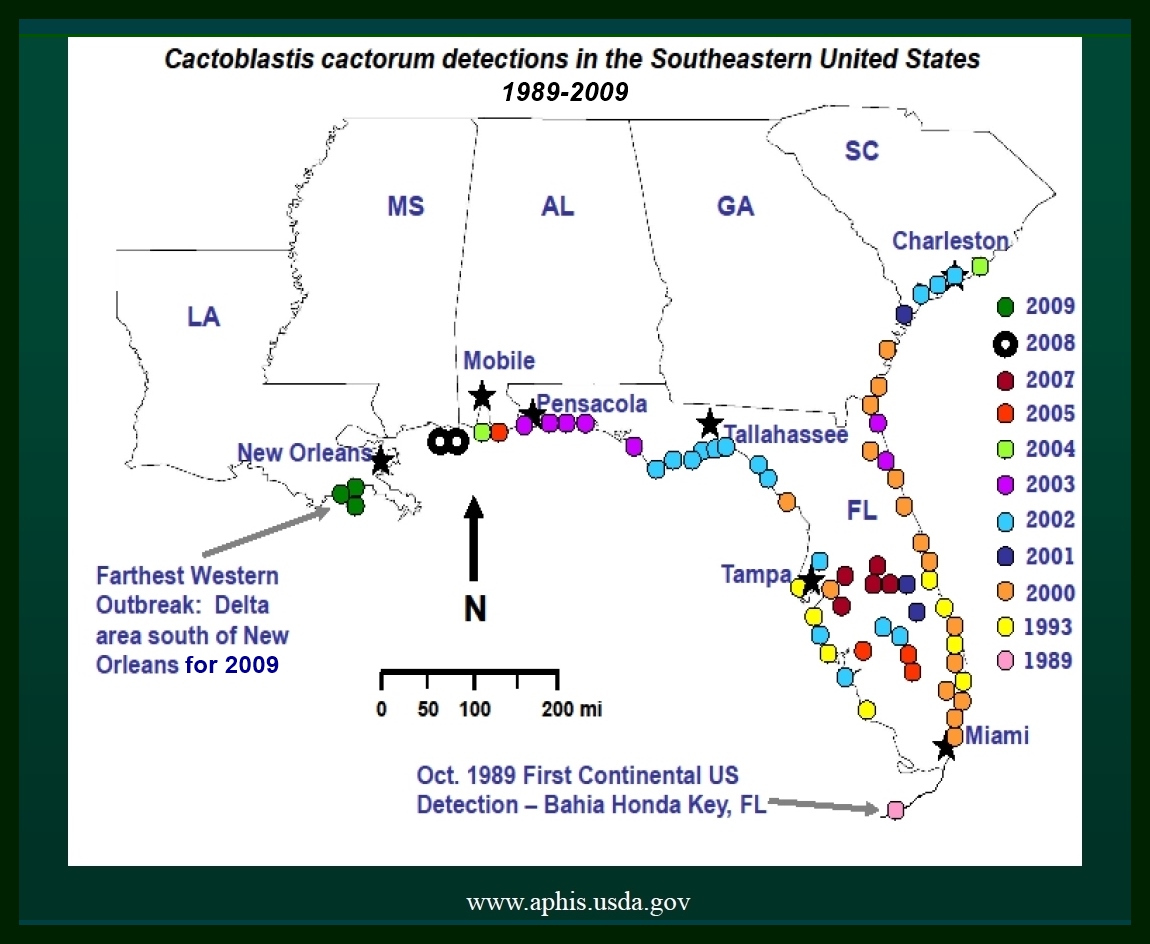 Cactoblastis cactorum detections in the Southeastern United States
1989-2009
SC
MS
AL
GA
Charleston
LA
2009
2008
Mobile
2007
Pensacola
2005
Tallahassee
2004
New Orleans
2003
FL
2002
2001
Tampa
2000
1993
1989
Farthest Western
Outbreak: Delta
area south of New
Orleans for 2009
N
0 50 100 200 mi
Miami
Oct. 1989 First Continental US
Detection – Bahia Honda Key, FL
www.aphis.usda.gov